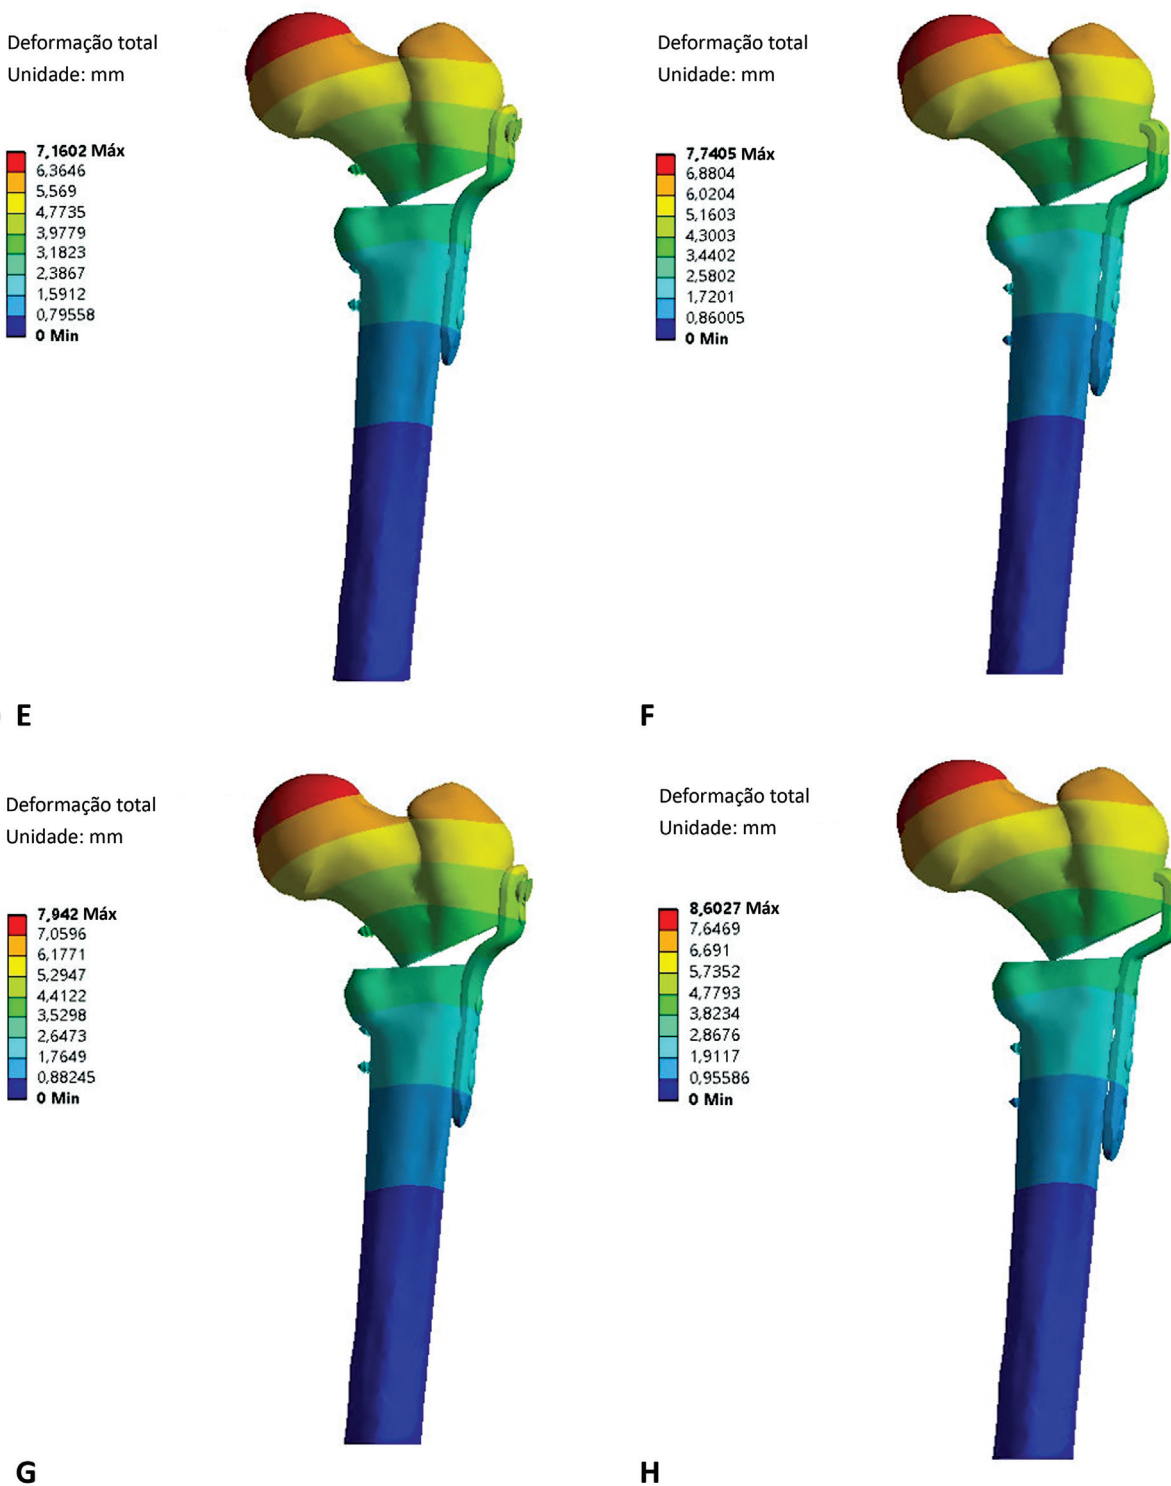 Deformação total
Unidade: mm
7,1602 Máx
6,3646
5,569
4,7735
3,9779
3,1823
2,3867
1,5912
0,79558
0 Min
E
Deformação total
Unidade: mm
7,7405 Máx
6,8804
6,0204
5,1603
4,3003
3,4402
2,5802
1,7201
0,86005
0 Min
F
Deformação total
Unidade: mm
7,942 Máx
7,0596
6,1771
5,2947
4,4122
3,5298
2,6473
1,7649
0,88245
0 Min
G
Deformação total
Unidade: mm
8,6027 Máx
7,6469
6,691
5,7352
4,7793
3,8234
2,8676
1,9117
0,95586
0 Min
H